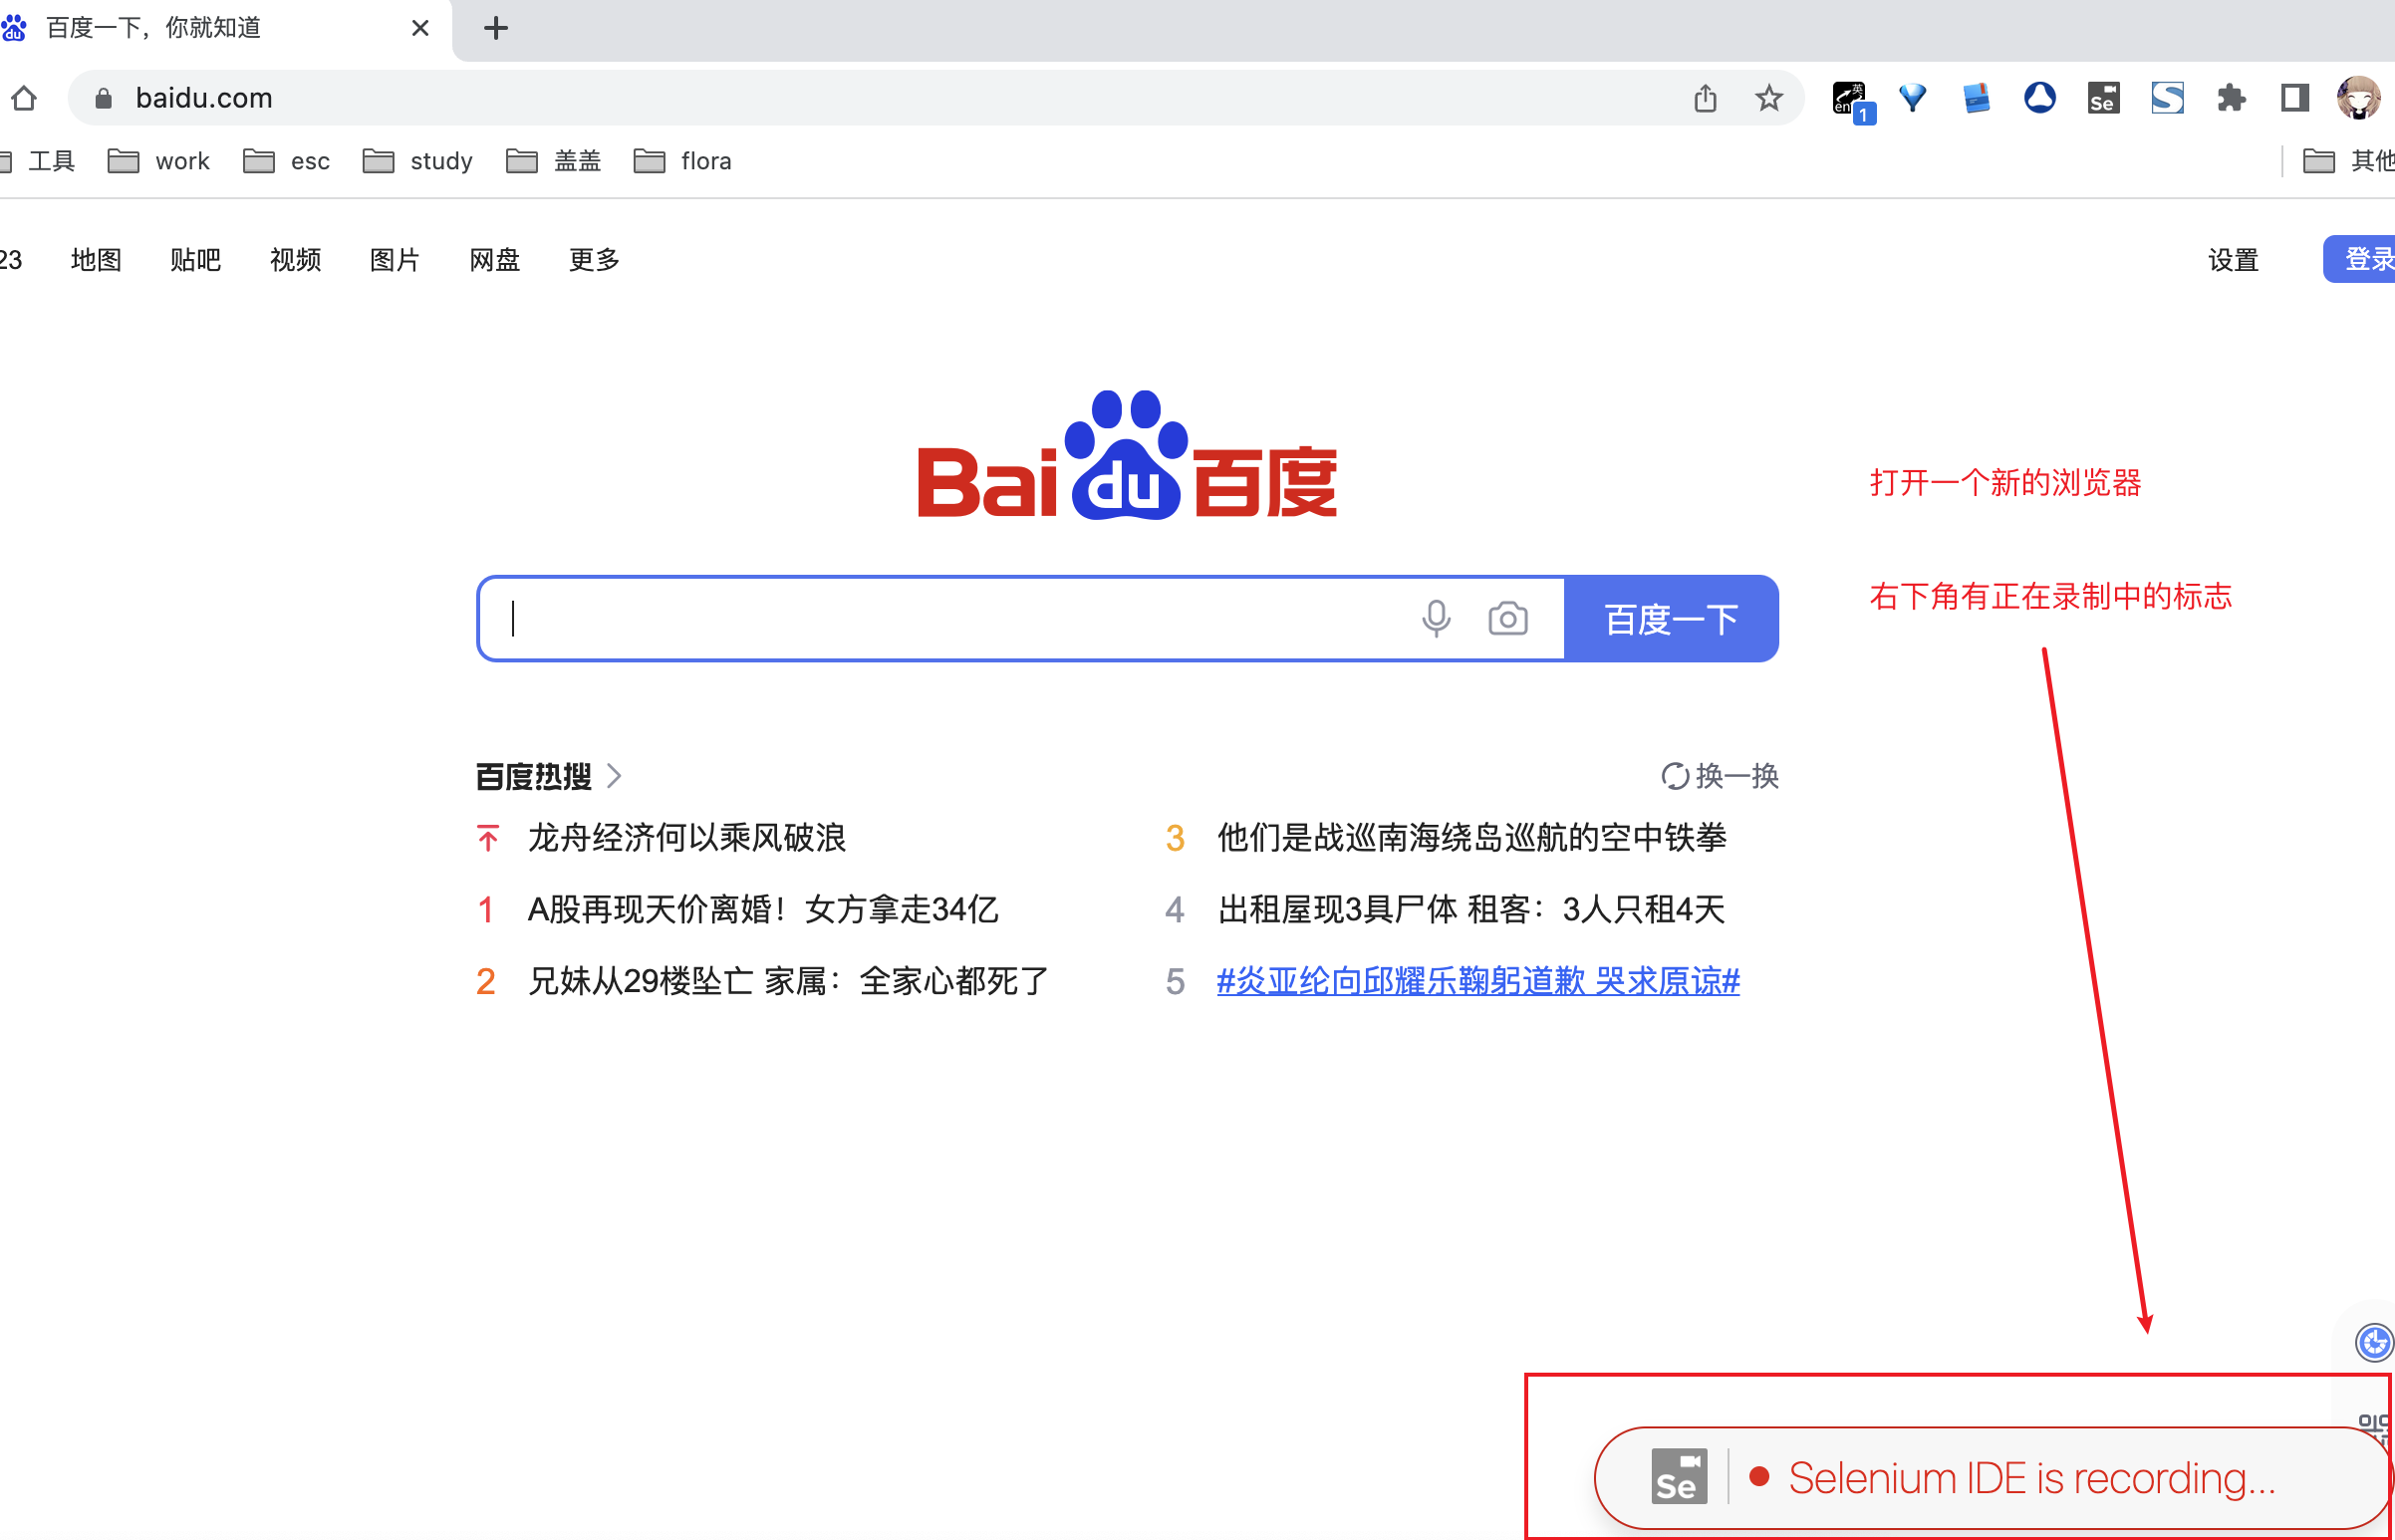 百度一下，你就知道
baidu.com
en 英 1
Se
工具 work esc study 盖盖 flora 其他
23 地图 贴吧 视频 图片 网盘 更多 设置 登录
Bai du 百度
打开一个新的浏览器
百度一下
右下角有正在录制中的标志
百度热搜
换一换
龙舟经济何以乘风破浪
3 他们是战巡南海绕岛巡航的空中铁拳
1 A股再现天价离婚！女方拿走34亿
4 出租屋现3具尸体 租客：3人只租4天
2 兄妹从29楼坠亡 家属：全家心都死了
5 #炎亚纶向邱耀乐鞠躬道歉 哭求原谅#
Se Selenium IDE is recording...